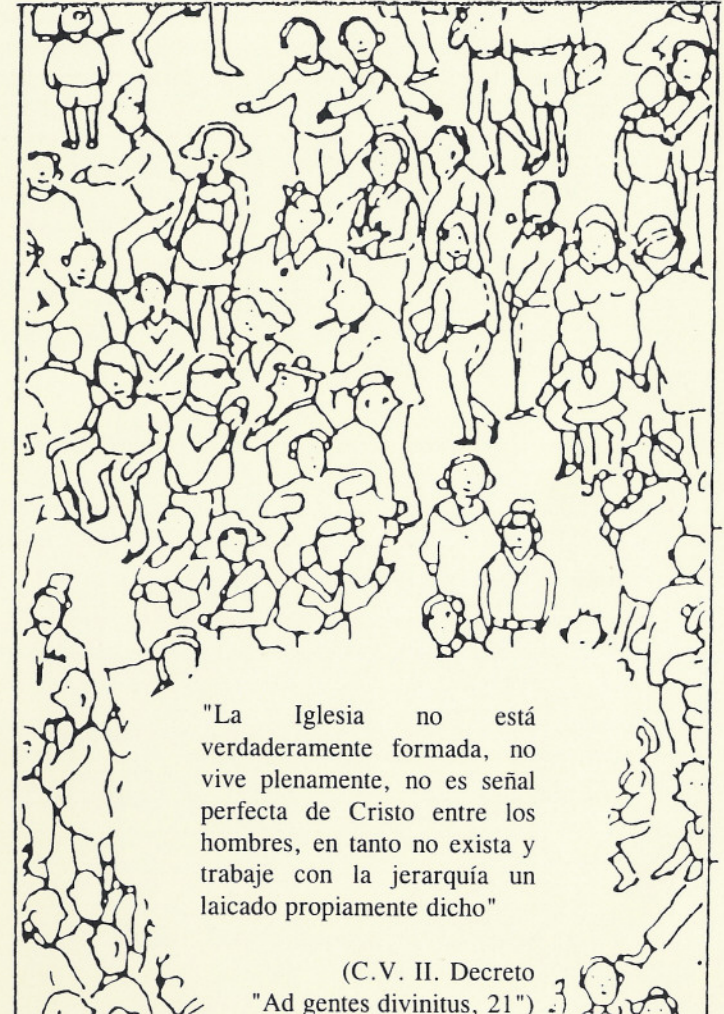 "La Iglesia no está
verdaderamente formada, no
vive plenamente, no es señal
perfecta de Cristo entre los
hombres, en tanto no exista y
trabaje con la jerarquía un
laicado propiamente dicho"
(C.V. II. Decreto
"Ad gentes divinitus, 21")